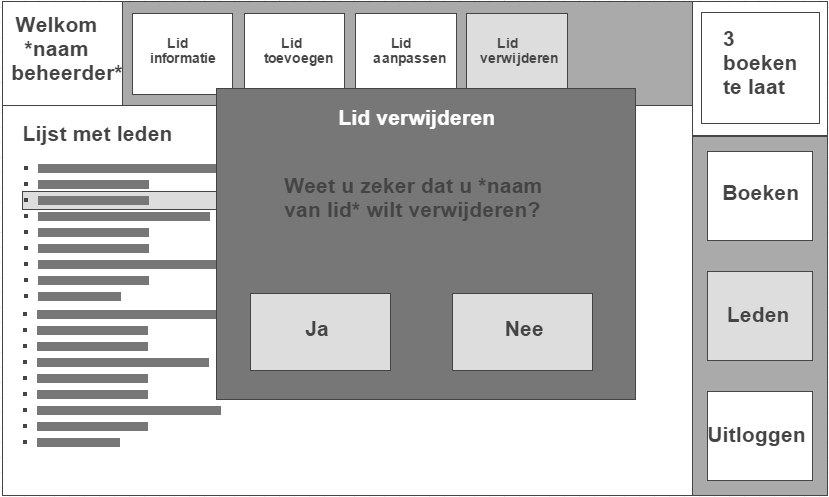 Welkom
*naam
beheerder*
Lid
informatie
Lid
toevoegen
Lid
aanpassen
Lid
verwijderen
3
boeken
te laat
Lijst met leden
Lid verwijderen
Weet u zeker dat u *naam
van lid* wilt verwijderen?
Ja
Nee
Boeken
Leden
Uitloggen